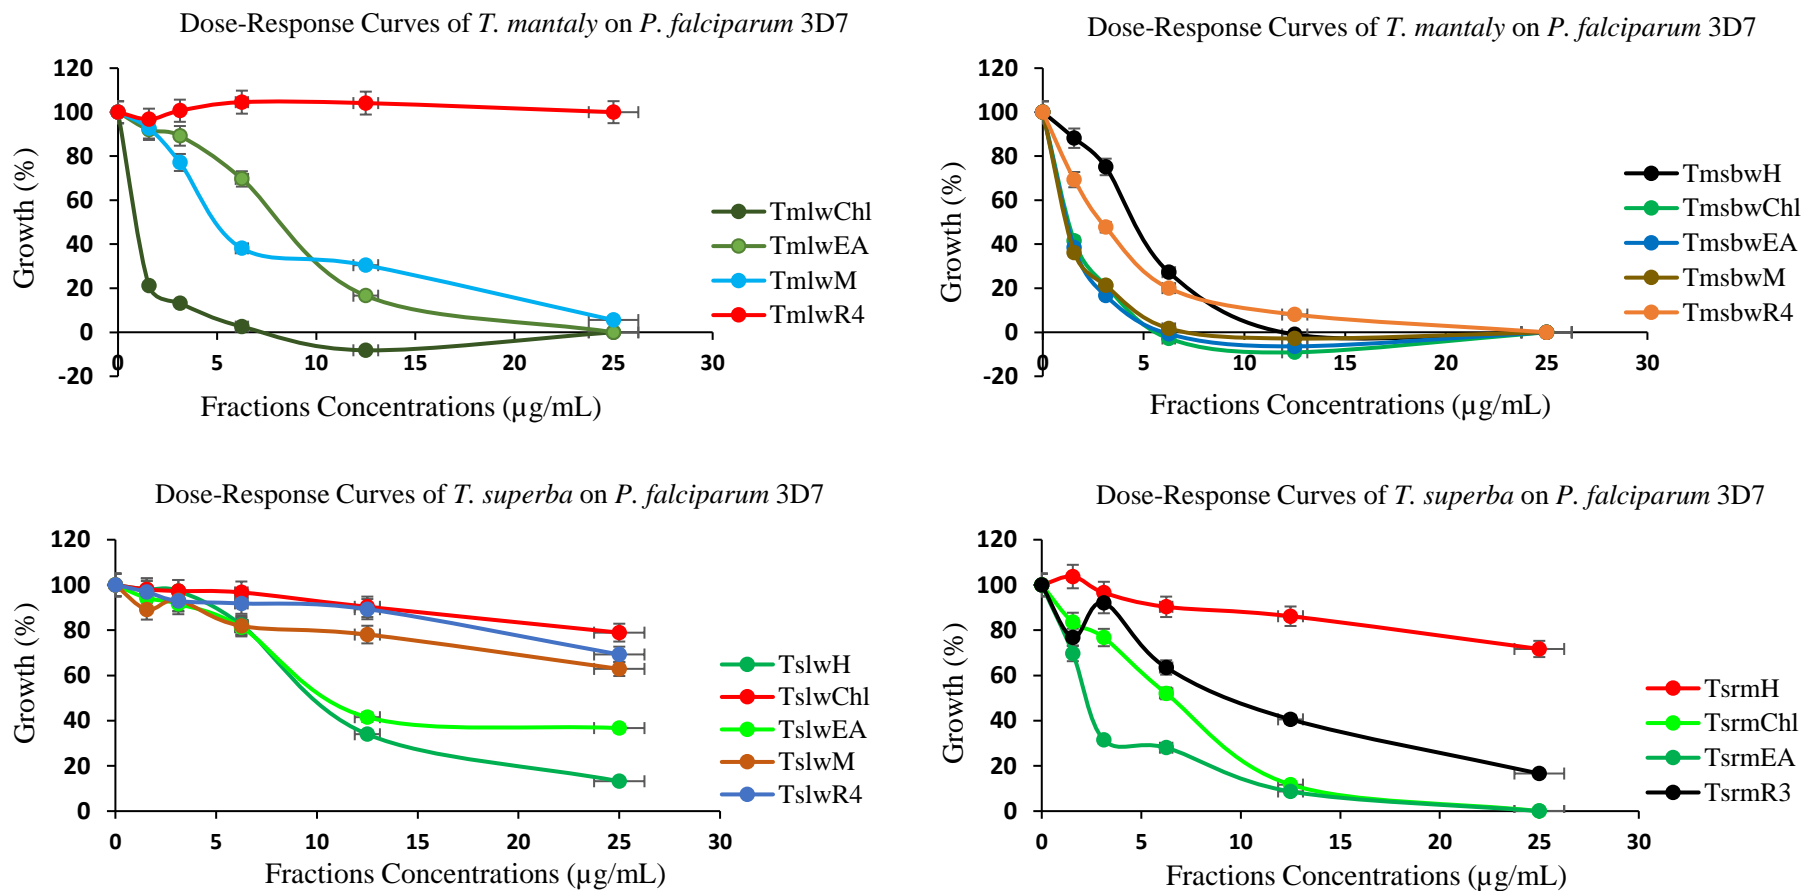 Dose-Response Curves of T. mantaly on P. falciparum 3D7
120
100
80
60
40
20
0
-20
0 5 10 15 20 25 30
Growth (%)
Fractions Concentrations (µg/mL)
TmlwChl
TmlwEA
TmlwM
TmlwR4
Dose-Response Curves of T. mantaly on P. falciparum 3D7
120
100
80
60
40
20
0
-20
0 5 10 15 20 25 30
Growth (%)
Fractions Concentrations (µg/mL)
TmsbwH
TmsbwChl
TmsbwEA
TmsbwM
TmsbwR4
Dose-Response Curves of T. superba on P. falciparum 3D7
120
100
80
60
40
20
0
0 5 10 15 20 25 30
Growth (%)
Fractions Concentrations (µg/mL)
TslwH
TslwChl
TslwEA
TslwM
TslwR4
Dose-Response Curves of T. superba on P. falciparum 3D7
120
100
80
60
40
20
0
0 5 10 15 20 25 30
Growth (%)
Fractions Concentrations (µg/mL)
TsrmH
TsrmChl
TsrmEA
TsrmR3